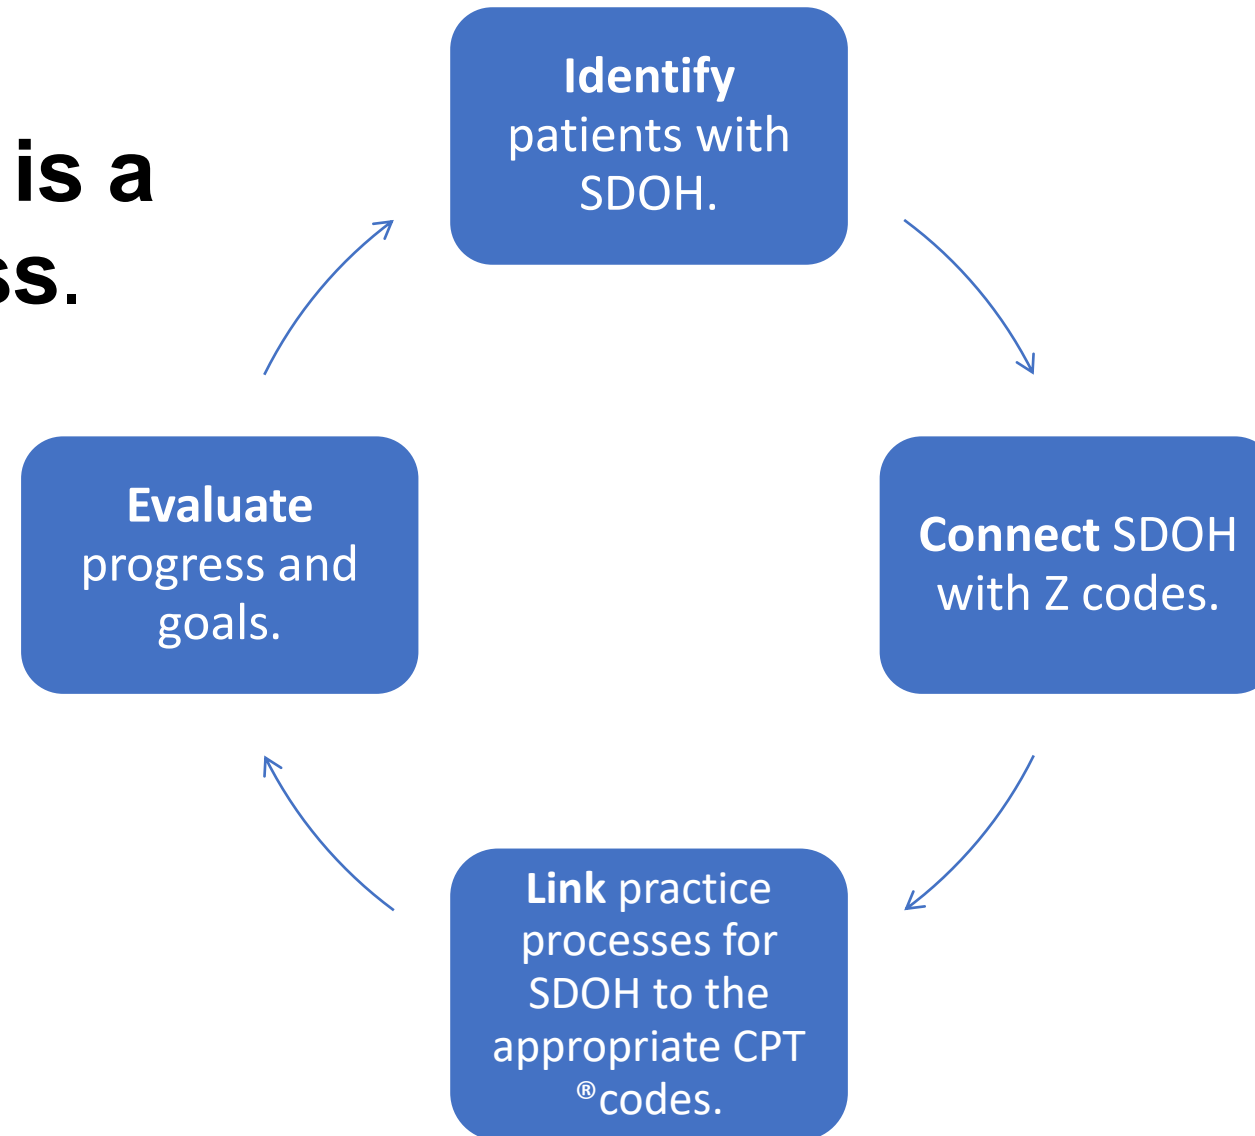 is a
ss.
Identify
patients with
SDOH.
Connect SDOH
with Z codes.
Link practice
processes for
SDOH to the
appropriate CPT
®codes.
Evaluate
progress and
goals.